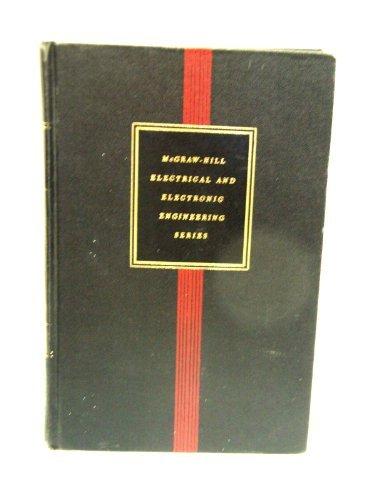 McGRAW-HILL
ELECTRICAL AND
ELECTRONIC
ENGINEERING
SERIES